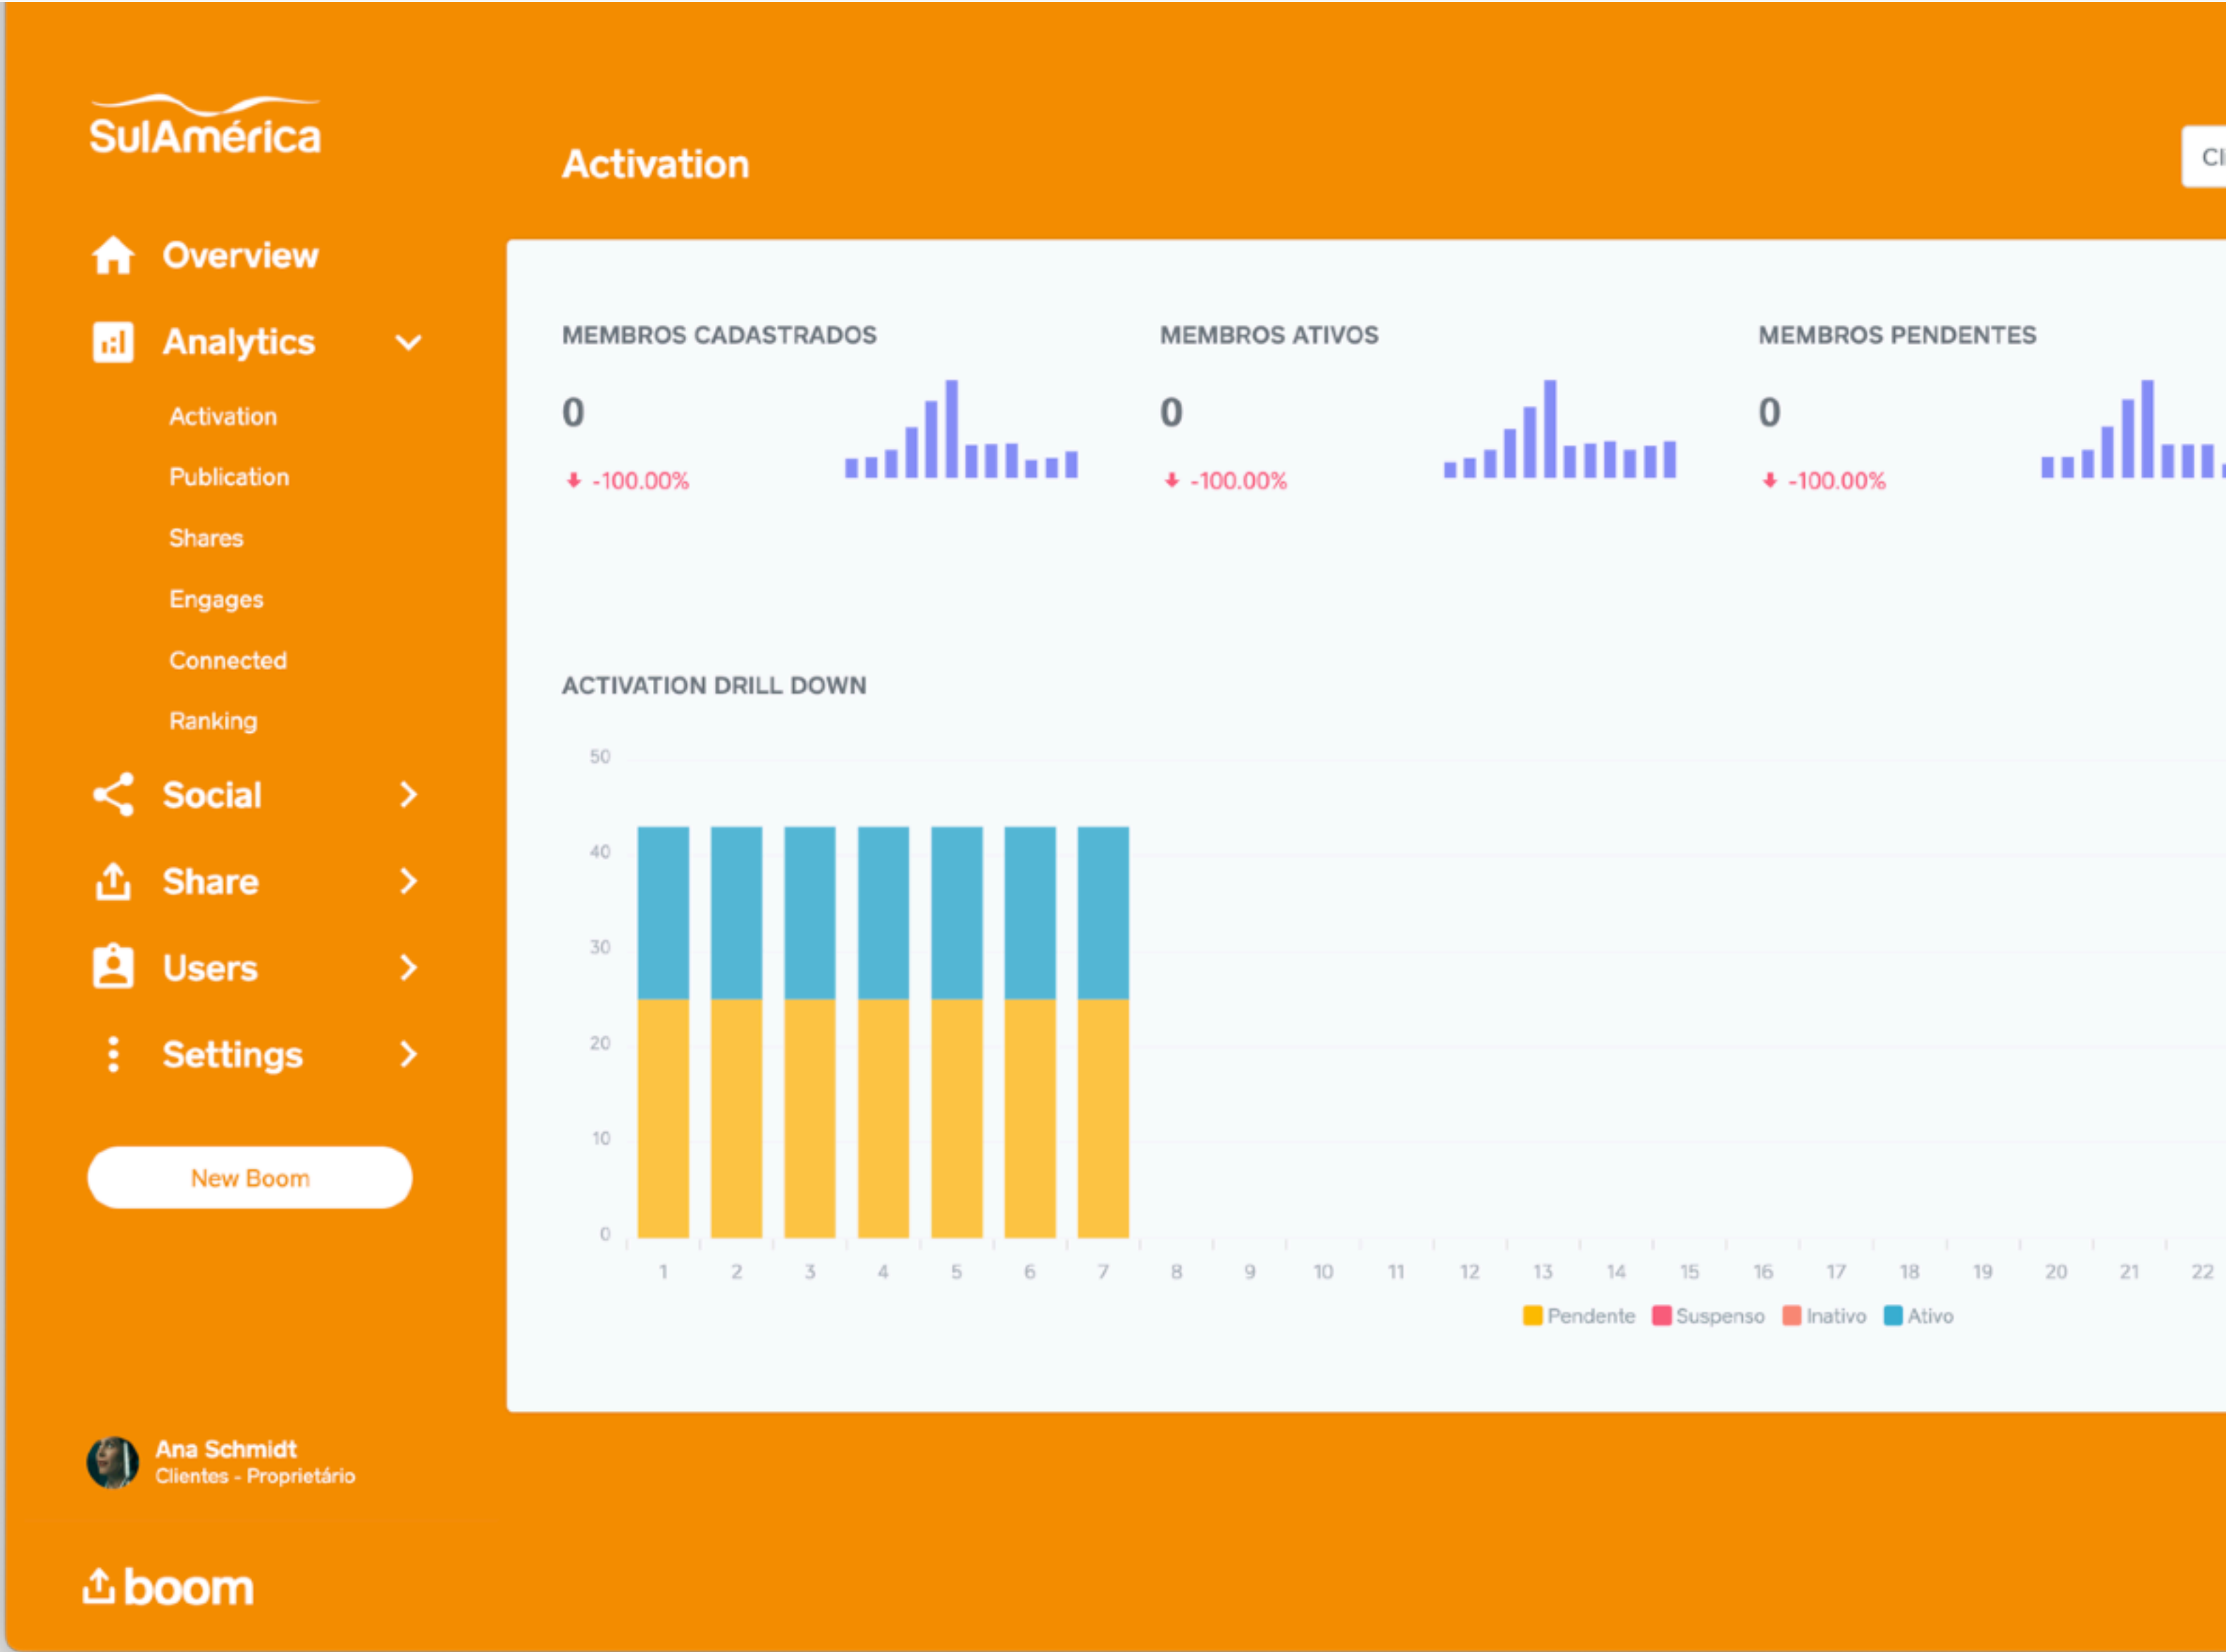 SulAmérica
Activation
Overview
Analytics
Activation
Publication
Shares
Engages
Connected
Ranking
Social
Share
Users
Settings
New Boom
Ana Schmidt
Clientes - Proprietário
boom
MEMBROS CADASTRADOS
0
-100.00%
MEMBROS ATIVOS
0
-100.00%
MEMBROS PENDENTES
0
-100.00%
ACTIVATION DRILL DOWN
50
40
30
20
10
0
1 2 3 4 5 6 7 8 9 10 11 12 13 14 15 16 17 18 19 20 21 22
Pendente Suspenso Inativo Ativo